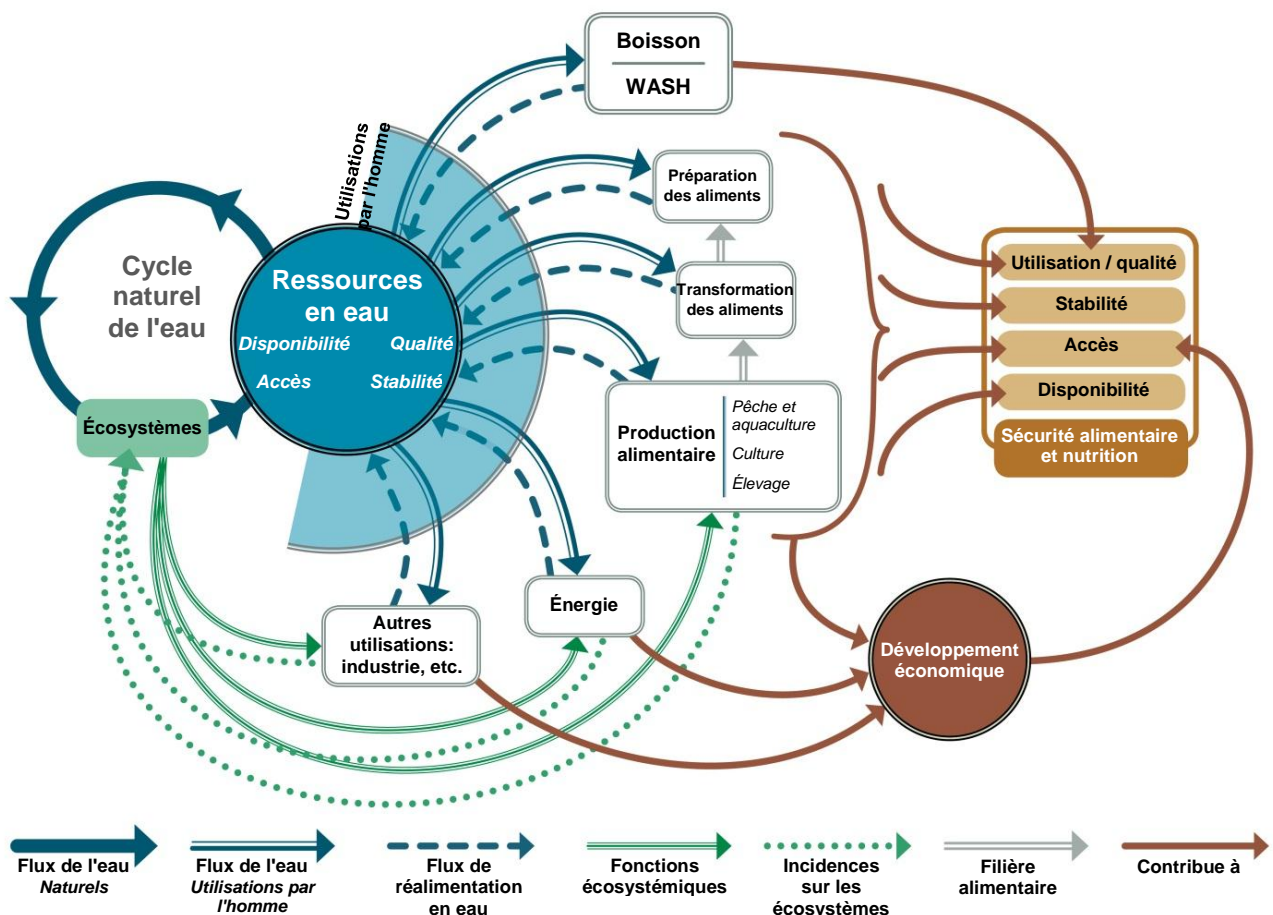 Boisson
WASH
Utilisations
par l'homme
Préparation
des aliments
Cycle
naturel
de l'eau
Ressources
en eau
Disponibilité
Qualité
Accès
Stabilité
Transformation
des aliments
Utilisation / qualité
Stabilité
Accès
Disponibilité
Sécurité alimentaire
et nutrition
Écosystèmes
Production
alimentaire
Pêche et
aquaculture
Culture
Élevage
Énergie
Autres
utilisations:
industrie, etc.
Développement
économique
Flux de l'eau
Naturels
Flux de l'eau
Utilisations par
l'homme
Flux de
réalimentation
en eau
Fonctions
écosystémiques
Incidences
sur les
écosystèmes
Filière
alimentaire
Contribue à